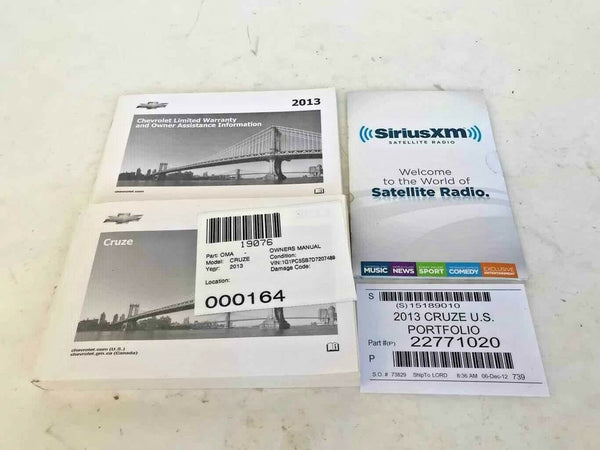 2013
Chevrolet Limited Warranty
and Owner Assistance Information
chevrolet.com
Cruze
chevrolet.com (U.S.)
chevrolet.gm.ca (Canada)
19076
Part: OMA - OWNERS MANUAL
Model: CRUZE Condition:
Year: 2013 VIN:1G1PC5SB7D7207489
Damage Code:
Location:
000164
((SiriusXM))
SATELLITE RADIO
Welcome
to the World of
Satellite Radio.
MUSIC NEWS SPORT COMEDY EXCLUSIVE
ENTERTAINMENT
S
(S)15189010
2013 CRUZE U.S.
PORTFOLIO
Part #(P) 22771020
P
S.O. # 73829 ShipTo LORD 8:36 AM 06-Dec-12 739